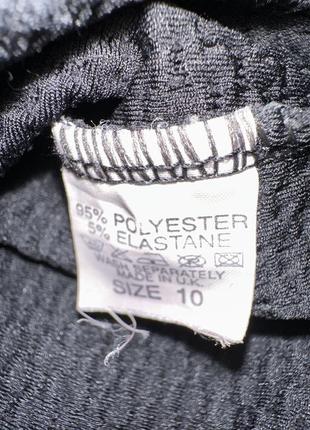 95% POLYESTER
5% ELASTANE
WASH SEPARATELY
MADE IN U.K.
SIZE 10